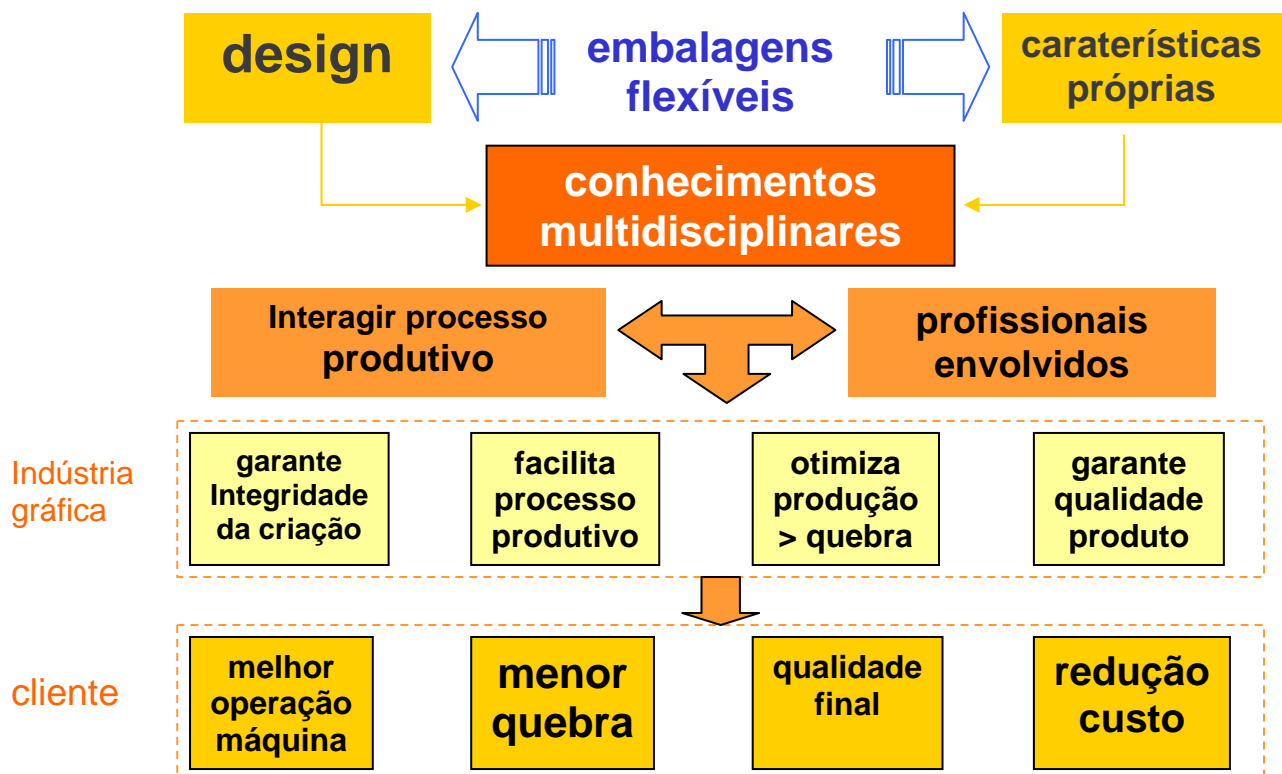 design
embalagens
flexíveis
caraterísticas
próprias
conhecimentos
multidisciplinares
Interagir processo
produtivo
profissionais
envolvidos
Indústria
gráfica
garante
Integridade
da criação
facilita
processo
produtivo
otimiza
produção
> quebra
garante
qualidade
produto
cliente
melhor
operação
máquina
menor
quebra
qualidade
final
redução
custo